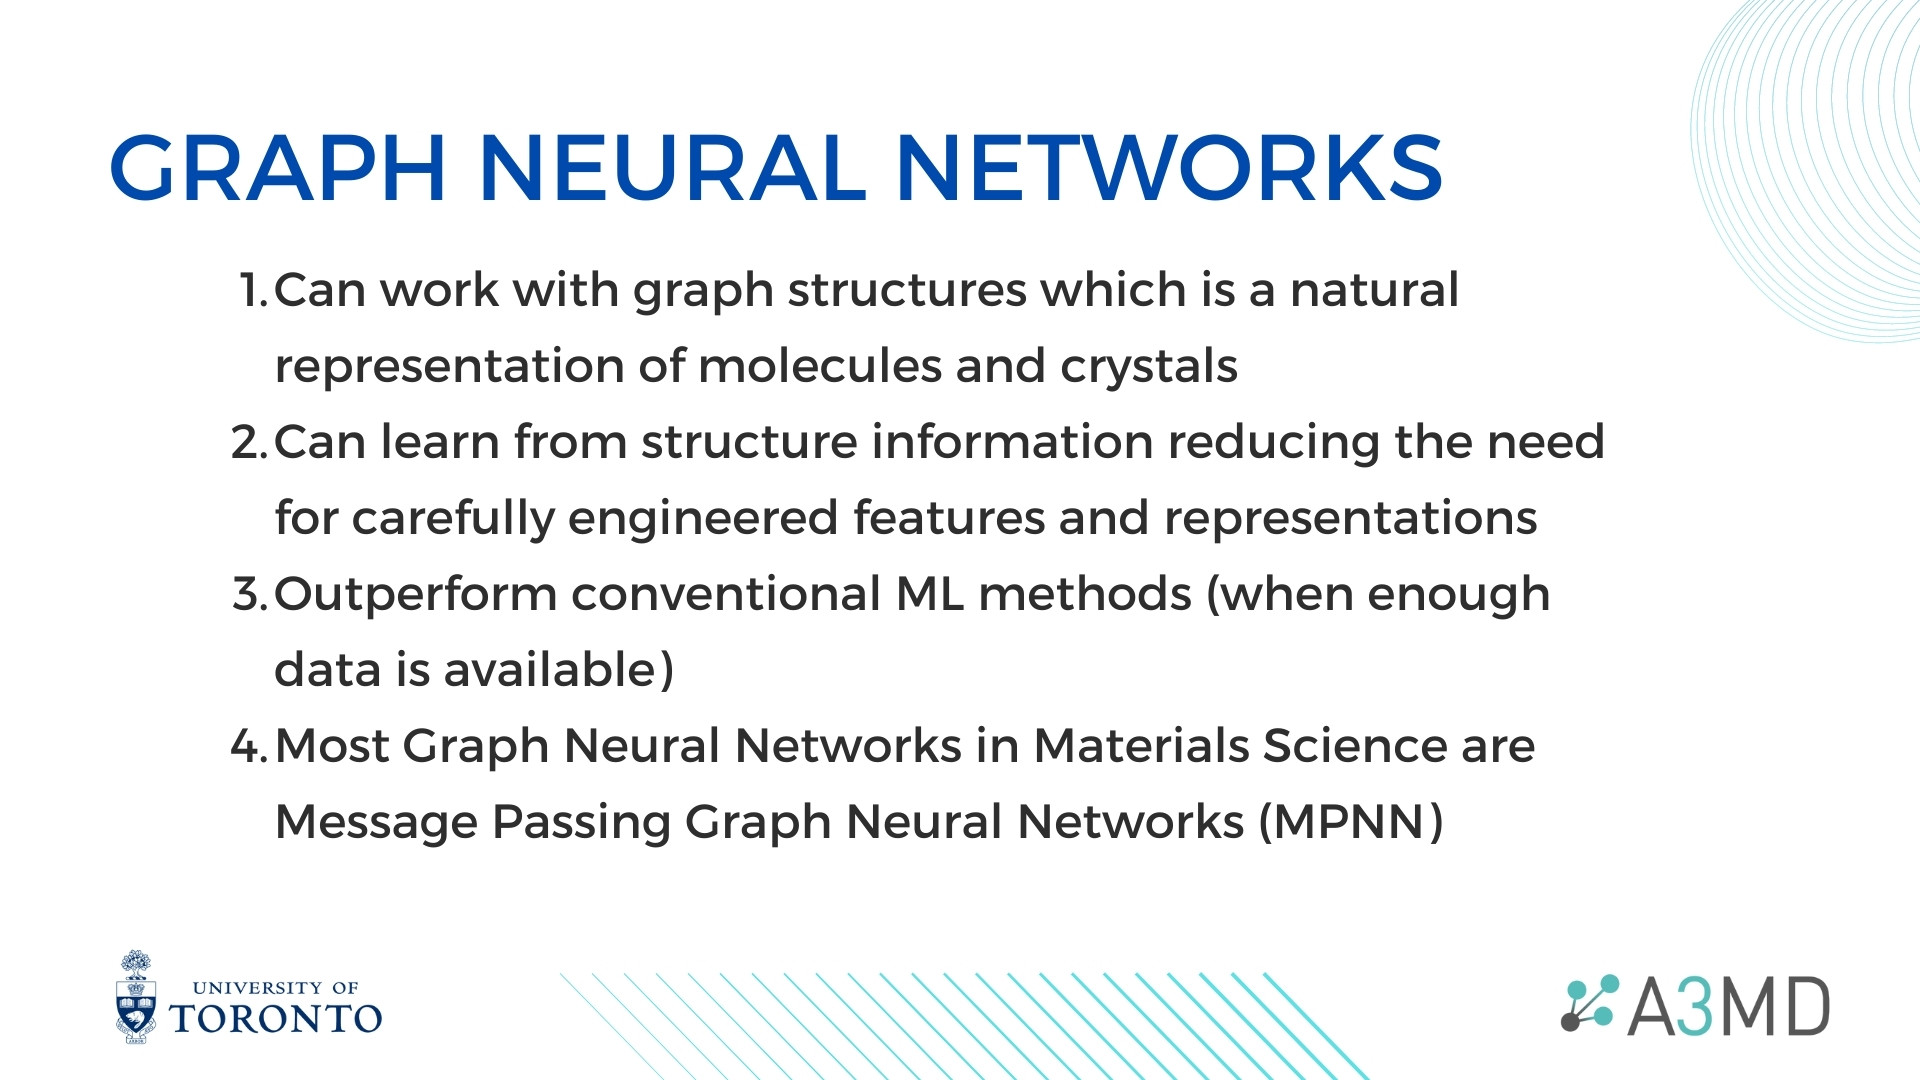 GRAPH NEURAL NETWORKS
1. Can work with graph structures which is a natural
representation of molecules and crystals
2. Can learn from structure information reducing the need
for carefully engineered features and representations
3. Outperform conventional ML methods (when enough
data is available)
4. Most Graph Neural Networks in Materials Science are
Message Passing Graph Neural Networks (MPNN)
UNIVERSITY OF
TORONTO
A3MD